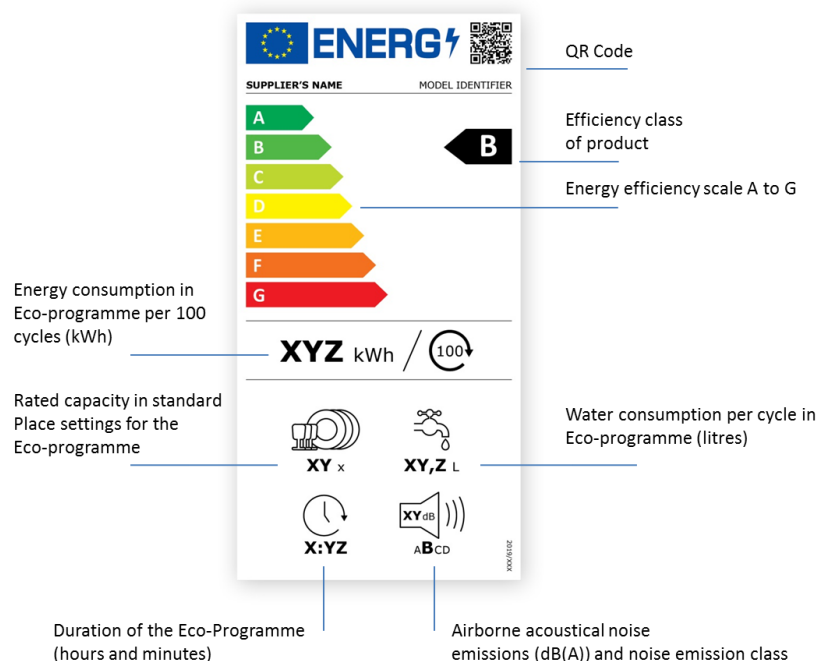 ENERG
QR Code
SUPPLIER'S NAME MODEL IDENTIFIER
A
B
C
D
E
F
G
B
Efficiency class
of product
Energy efficiency scale A to G
Energy consumption in
Eco-programme per 100
cycles (kWh)
XYZ kWh / 100
Rated capacity in standard
Place settings for the
Eco-programme
XY x
XY,Z L
Water consumption per cycle in
Eco-programme (litres)
X:YZ
XY dB
ABCD
2019/XXX
Duration of the Eco-Programme
(hours and minutes)
Airborne acoustical noise
emissions (dB(A)) and noise emission class